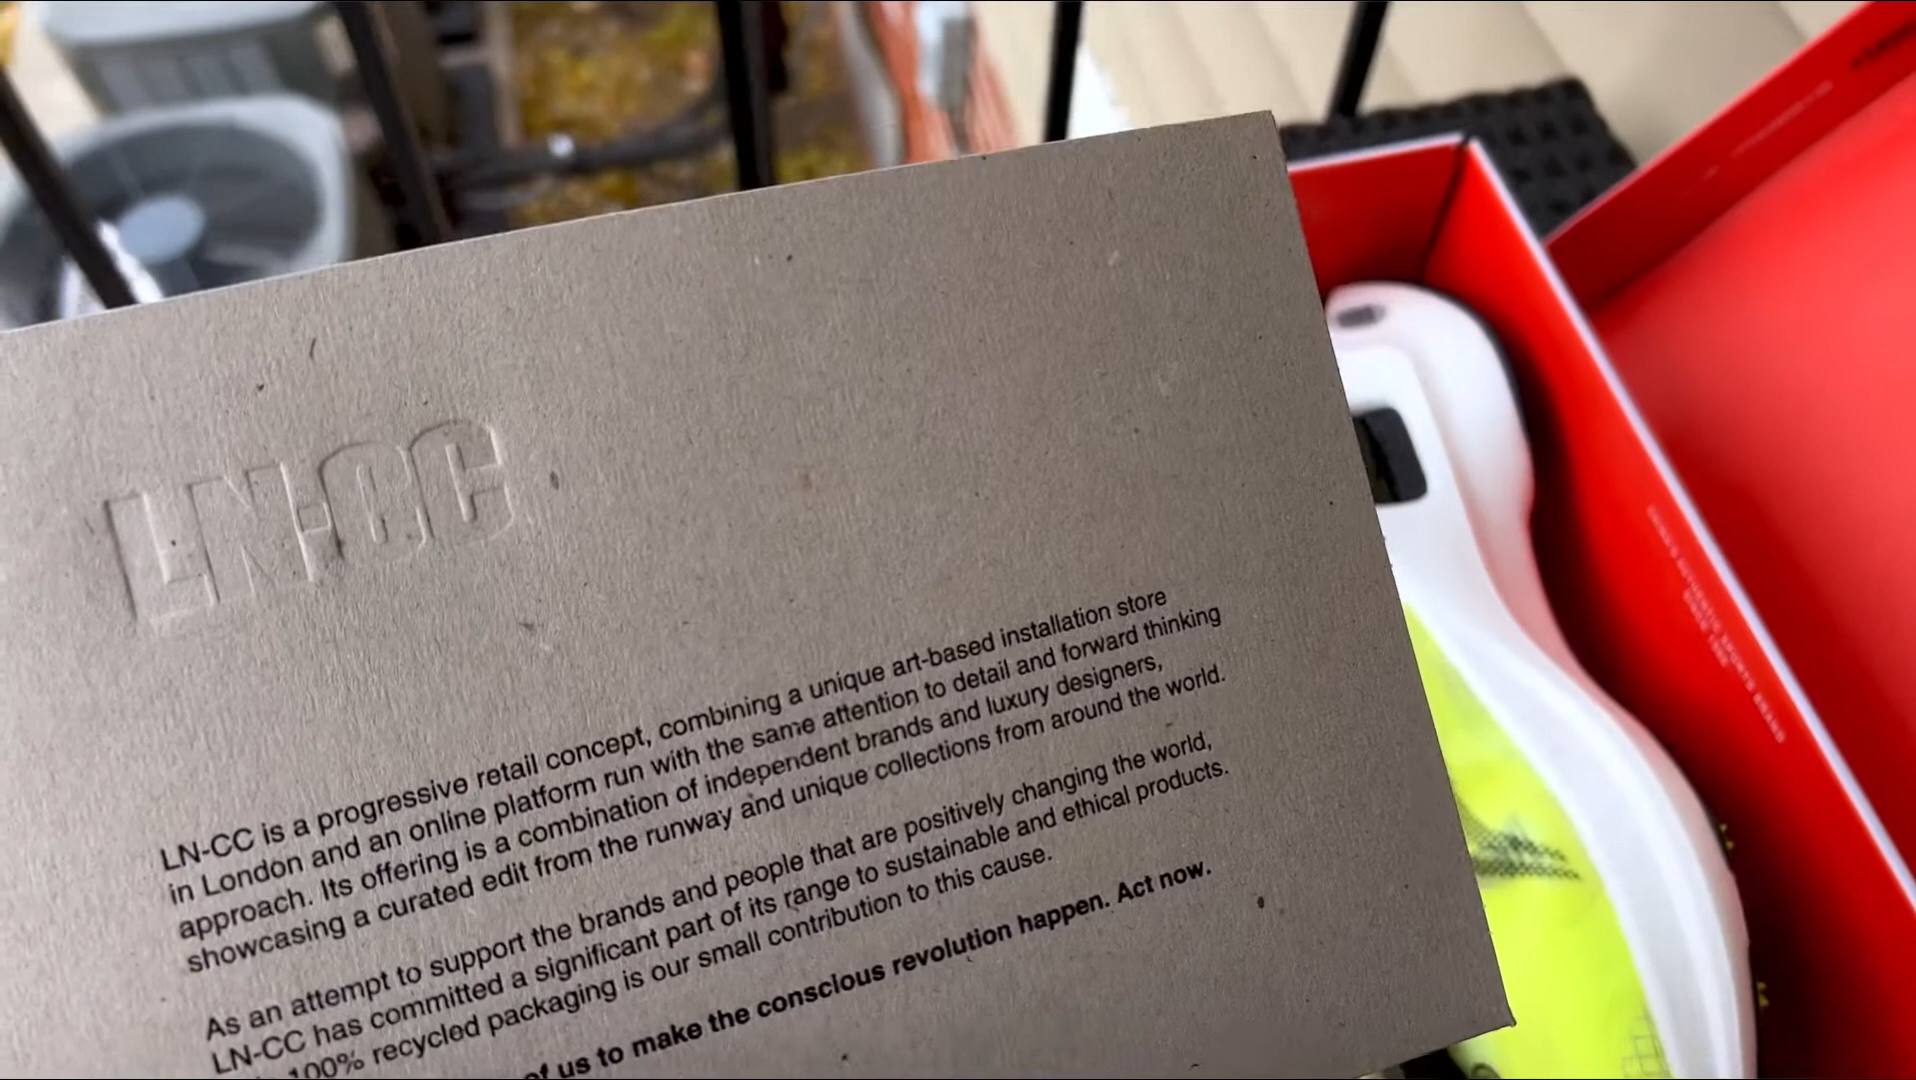 LN-CC
LN-CC is a progressive retail concept, combining a unique art-based installation store
in London and an online platform run with the same attention to detail and forward thinking
approach. Its offering is a combination of independent brands and luxury designers,
showcasing a curated edit from the runway and unique collections from around the world.
As an attempt to support the brands and people that are positively changing the world,
LN-CC has committed a significant part of its range to sustainable and ethical products.
100% recycled packaging is our small contribution to this cause.
of us to make the conscious revolution happen. Act now.